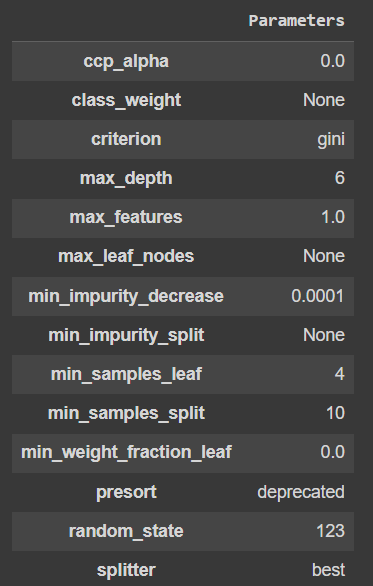 Parameters
ccp_alpha 0.0
class_weight None
criterion gini
max_depth 6
max_features 1.0
max_leaf_nodes None
min_impurity_decrease 0.0001
min_impurity_split None
min_samples_leaf 4
min_samples_split 10
min_weight_fraction_leaf 0.0
presort deprecated
random_state 123
splitter best